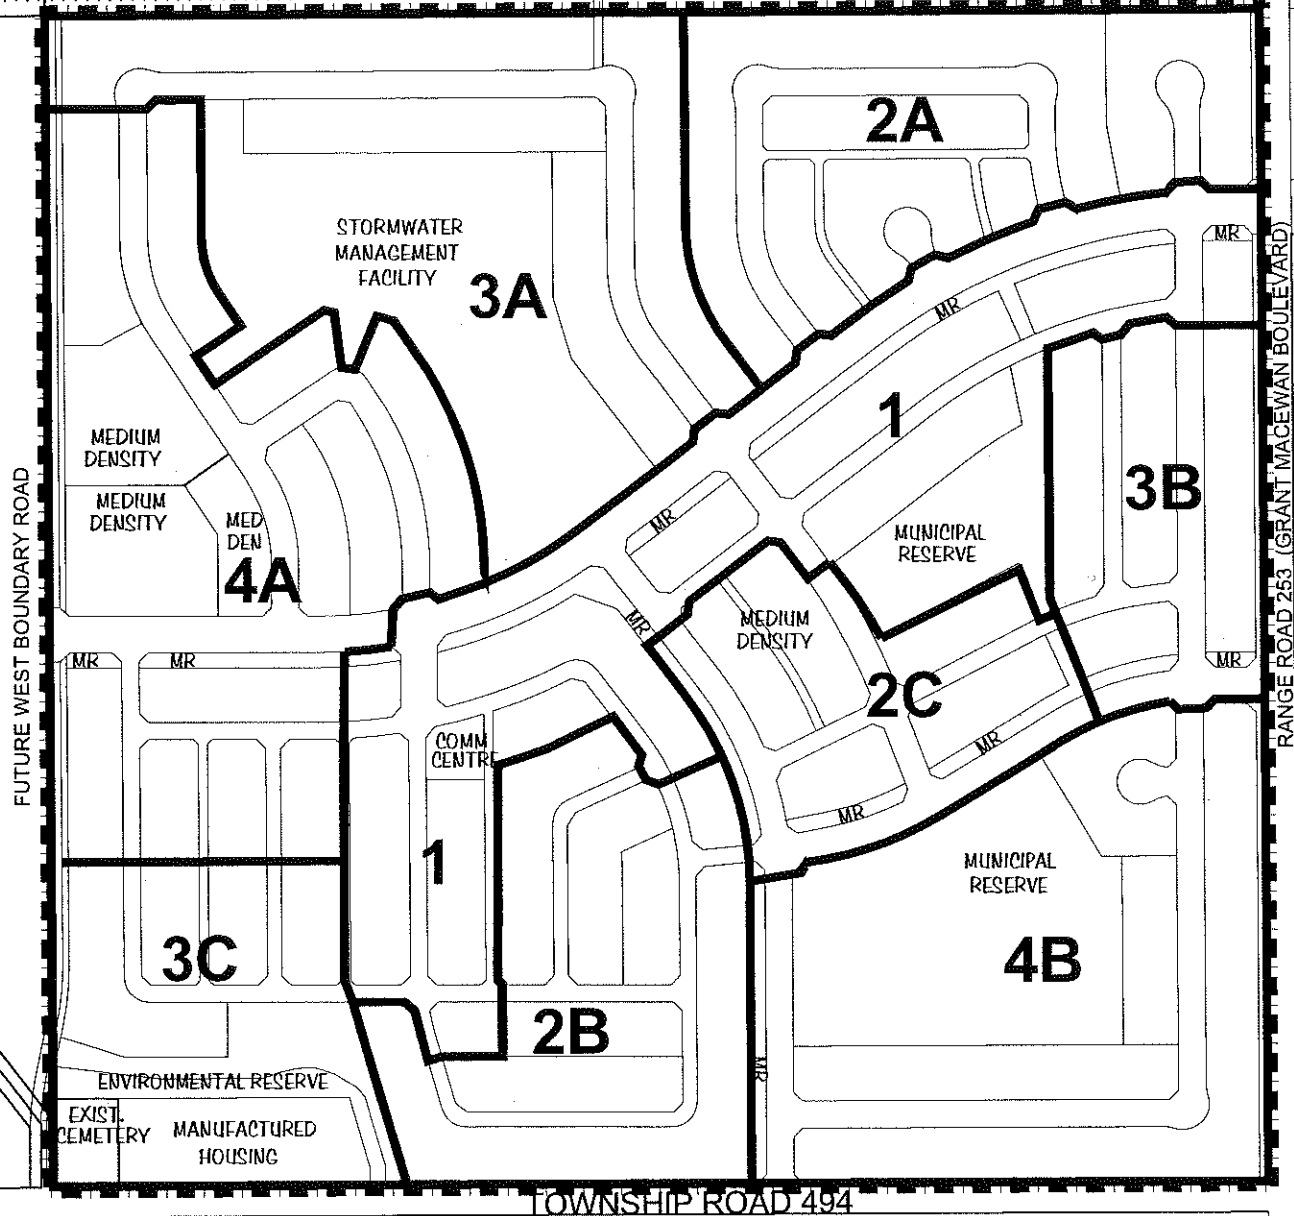 2A
STORMWATER
MANAGEMENT
FACILITY
3A
MR
MR
1
MEDIUM
DENSITY
MEDIUM
DENSITY
MED
DEN
4A
MR
MUNICIPAL
RESERVE
3B
MR
MEDIUM
DENSITY
2C
MR
MR
MR
MR
COMM
CENTRE
MR
1
MUNICIPAL
RESERVE
3C
4B
2B
MR
ENVIRONMENTAL RESERVE
EXIST.
CEMETERY
MANUFACTURED
HOUSING
FUTURE WEST BOUNDARY ROAD
RANGE ROAD 253 (GRANT MACEWAN BOULEVARD)
TOWNSHIP ROAD 494